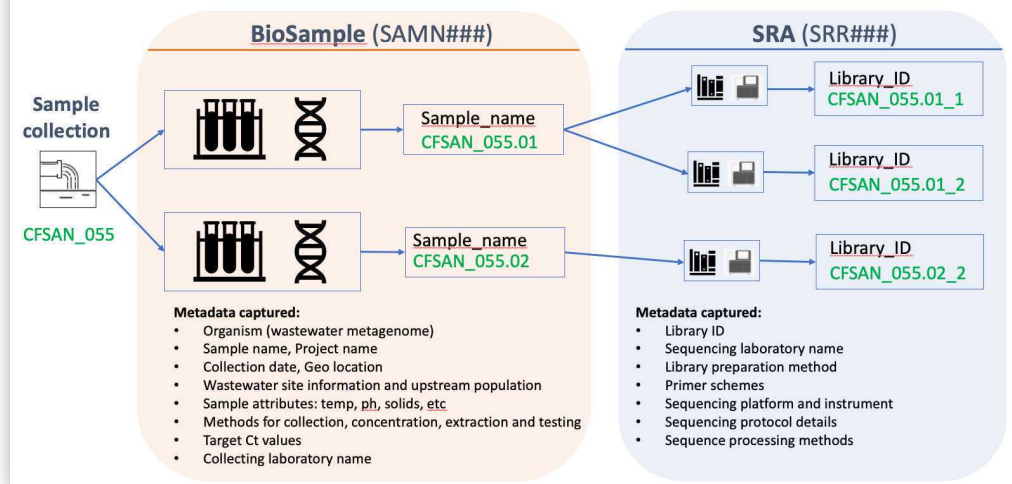 BioSample (SAMN###)
SRA (SRR###)
Sample
collection
CFSAN_055
Sample_name
CFSAN_055.01
Sample_name
CFSAN_055.02
Library_ID
CFSAN_055.01_1
Library_ID
CFSAN_055.01_2
Library_ID
CFSAN_055.02_2
Metadata captured:
• Organism (wastewater metagenome)
• Sample name, Project name
• Collection date, Geo location
• Wastewater site information and upstream population
• Sample attributes: temp, ph, solids, etc
• Methods for collection, concentration, extraction and testing
• Target Ct values
• Collecting laboratory name
Metadata captured:
• Library ID
• Sequencing laboratory name
• Library preparation method
• Primer schemes
• Sequencing platform and instrument
• Sequencing protocol details
• Sequence processing methods